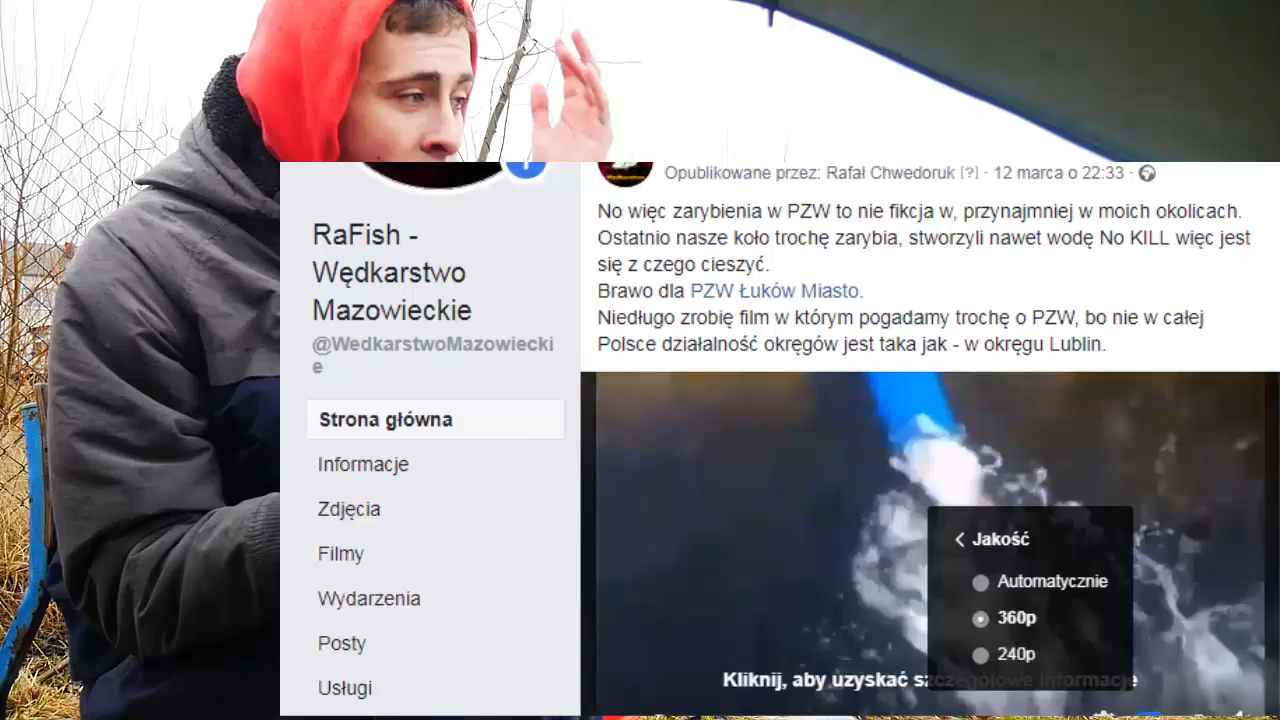 RaFish -
Wędkarstwo
Mazowieckie
@WedkarstwoMazowiecki
e
Strona główna
Informacje
Zdjęcia
Filmy
Wydarzenia
Posty
Usługi
Opublikowane przez: Rafał Chwedoruk [?] · 12 marca o 22:33 ·
No więc zarybienia w PZW to nie fikcja w, przynajmniej w moich okolicach.
Ostatnio nasze koło trochę zarybia, stworzyli nawet wodę No KILL więc jest
się z czego cieszyć.
Brawo dla PZW Łuków Miasto.
Niedługo zrobię film w którym pogadamy trochę o PZW, bo nie w całej
Polsce działalność okręgów jest taka jak - w okręgu Lublin.
Jakość
Automatycznie
360p
240p
Kliknij, aby uzyskać szczegółowe informacje